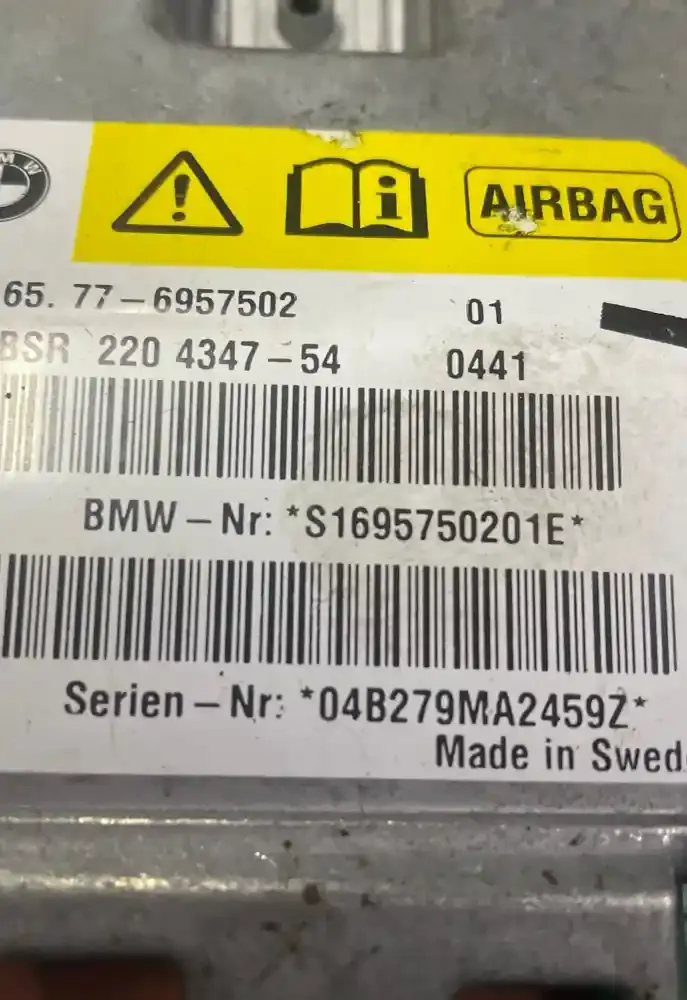 BMW
AIRBAG
65. 77-6957502 01
BSR 220 4347-54 0441
BMW-Nr: *S1695750201E*
Serien-Nr: *04B279MA2459Z*
Made in Swed